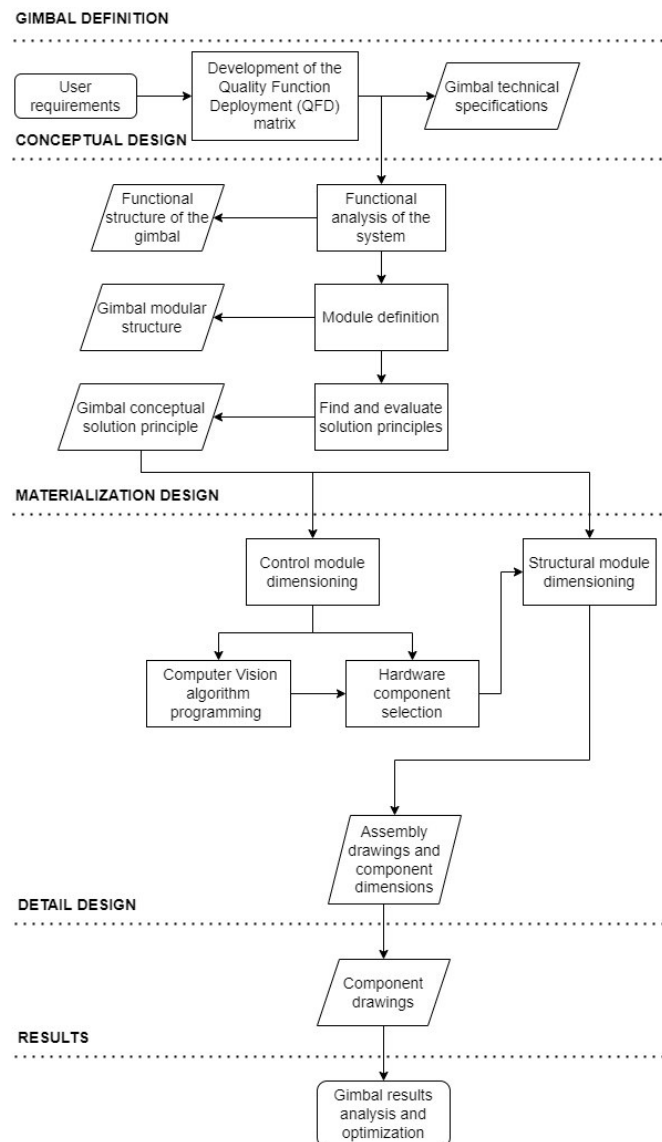 GIMBAL DEFINITION
User
requirements
Development of the
Quality Function
Deployment (QFD)
matrix
Gimbal technical
specifications
CONCEPTUAL DESIGN
Functional
structure of the
gimbal
Functional
analysis of the
system
Gimbal modular
structure
Module definition
Gimbal conceptual
solution principle
Find and evaluate
solution principles
MATERIALIZATION DESIGN
Control module
dimensioning
Structural module
dimensioning
Computer Vision
algorithm
programming
Hardware
component
selection
Assembly
drawings and
component
dimensions
DETAIL DESIGN
Component
drawings
RESULTS
Gimbal results
analysis and
optimization